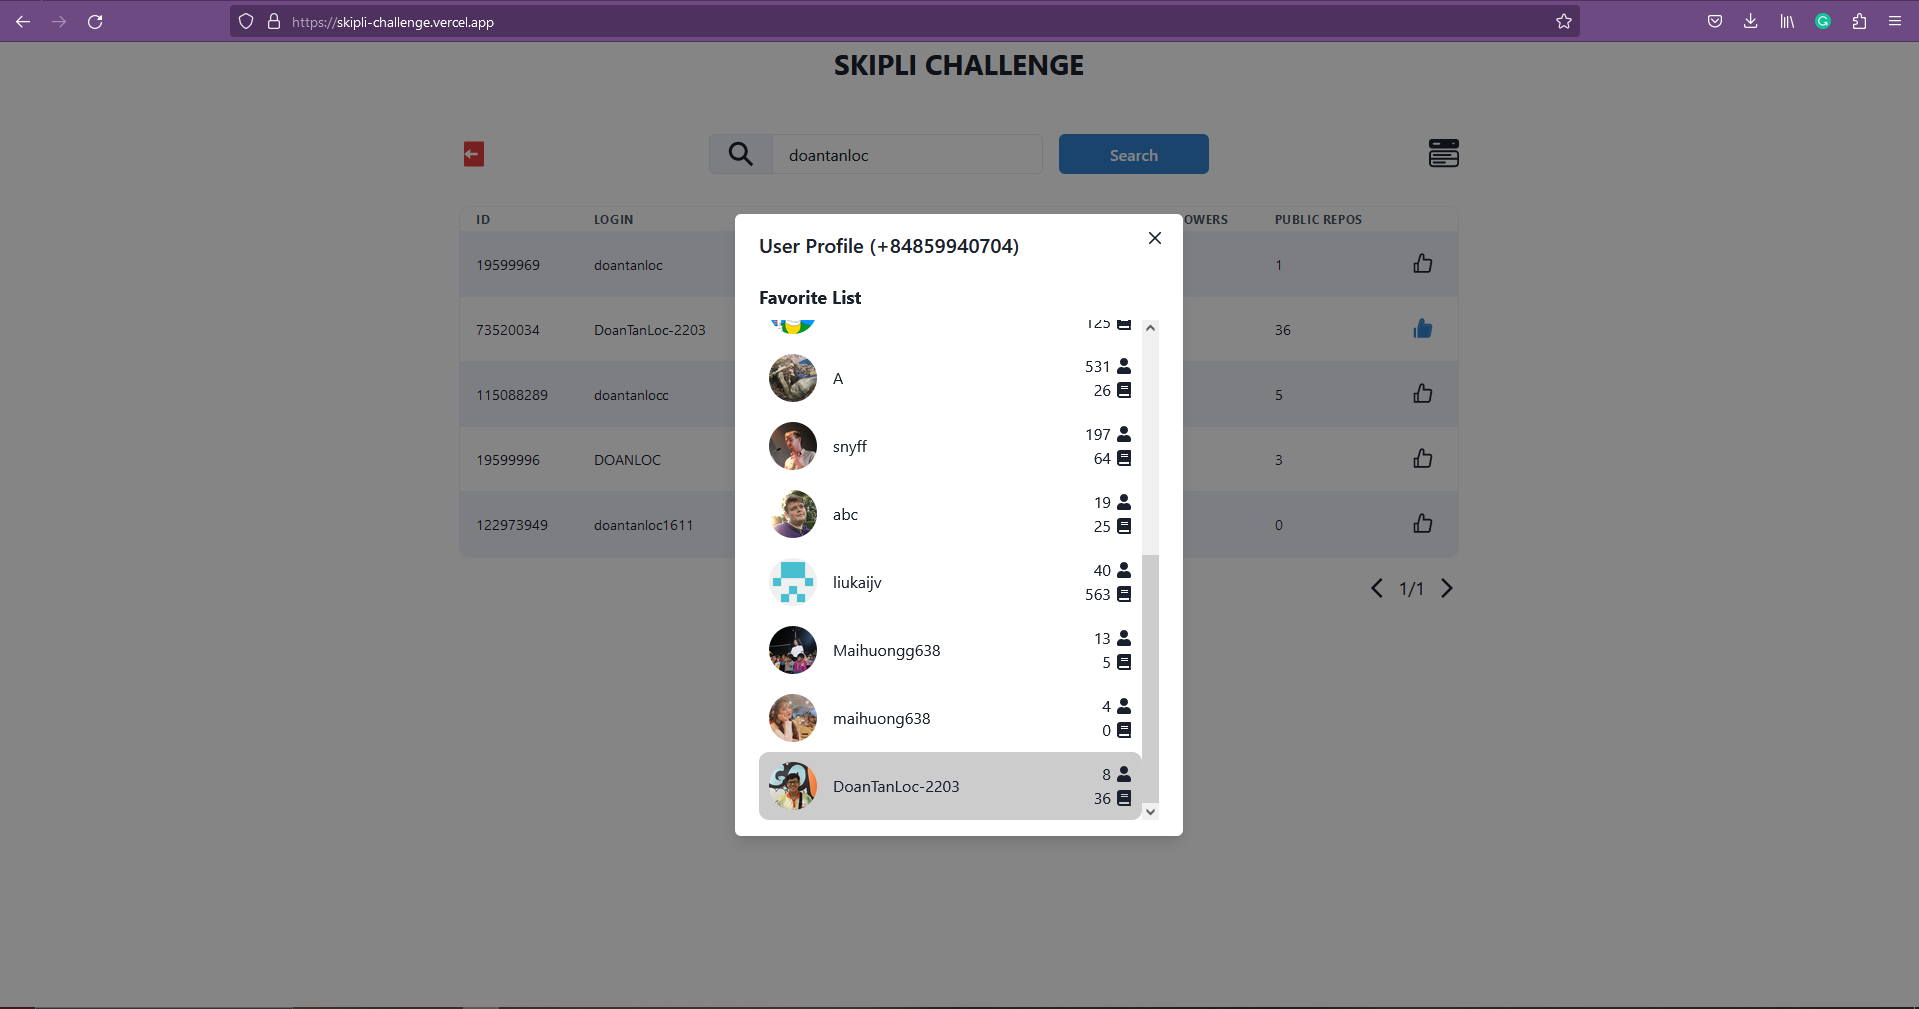 https://skipli-challenge.vercel.app
SKIPLI CHALLENGE
doantanloc Search
ID LOGIN OWERS PUBLIC REPOS
19599969 doantanloc 1
73520034 DoanTanLoc-2203 36
115088289 doantanlocc 5
19599996 DOANLOC 3
122973949 doantanloc1611 0
1/1
User Profile (+84859940704)
Favorite List
125
A 531
26
snyff 197
64
abc 19
25
liukaijv 40
563
Maihuongg638 13
5
maihuong638 4
0
DoanTanLoc-2203 8
36